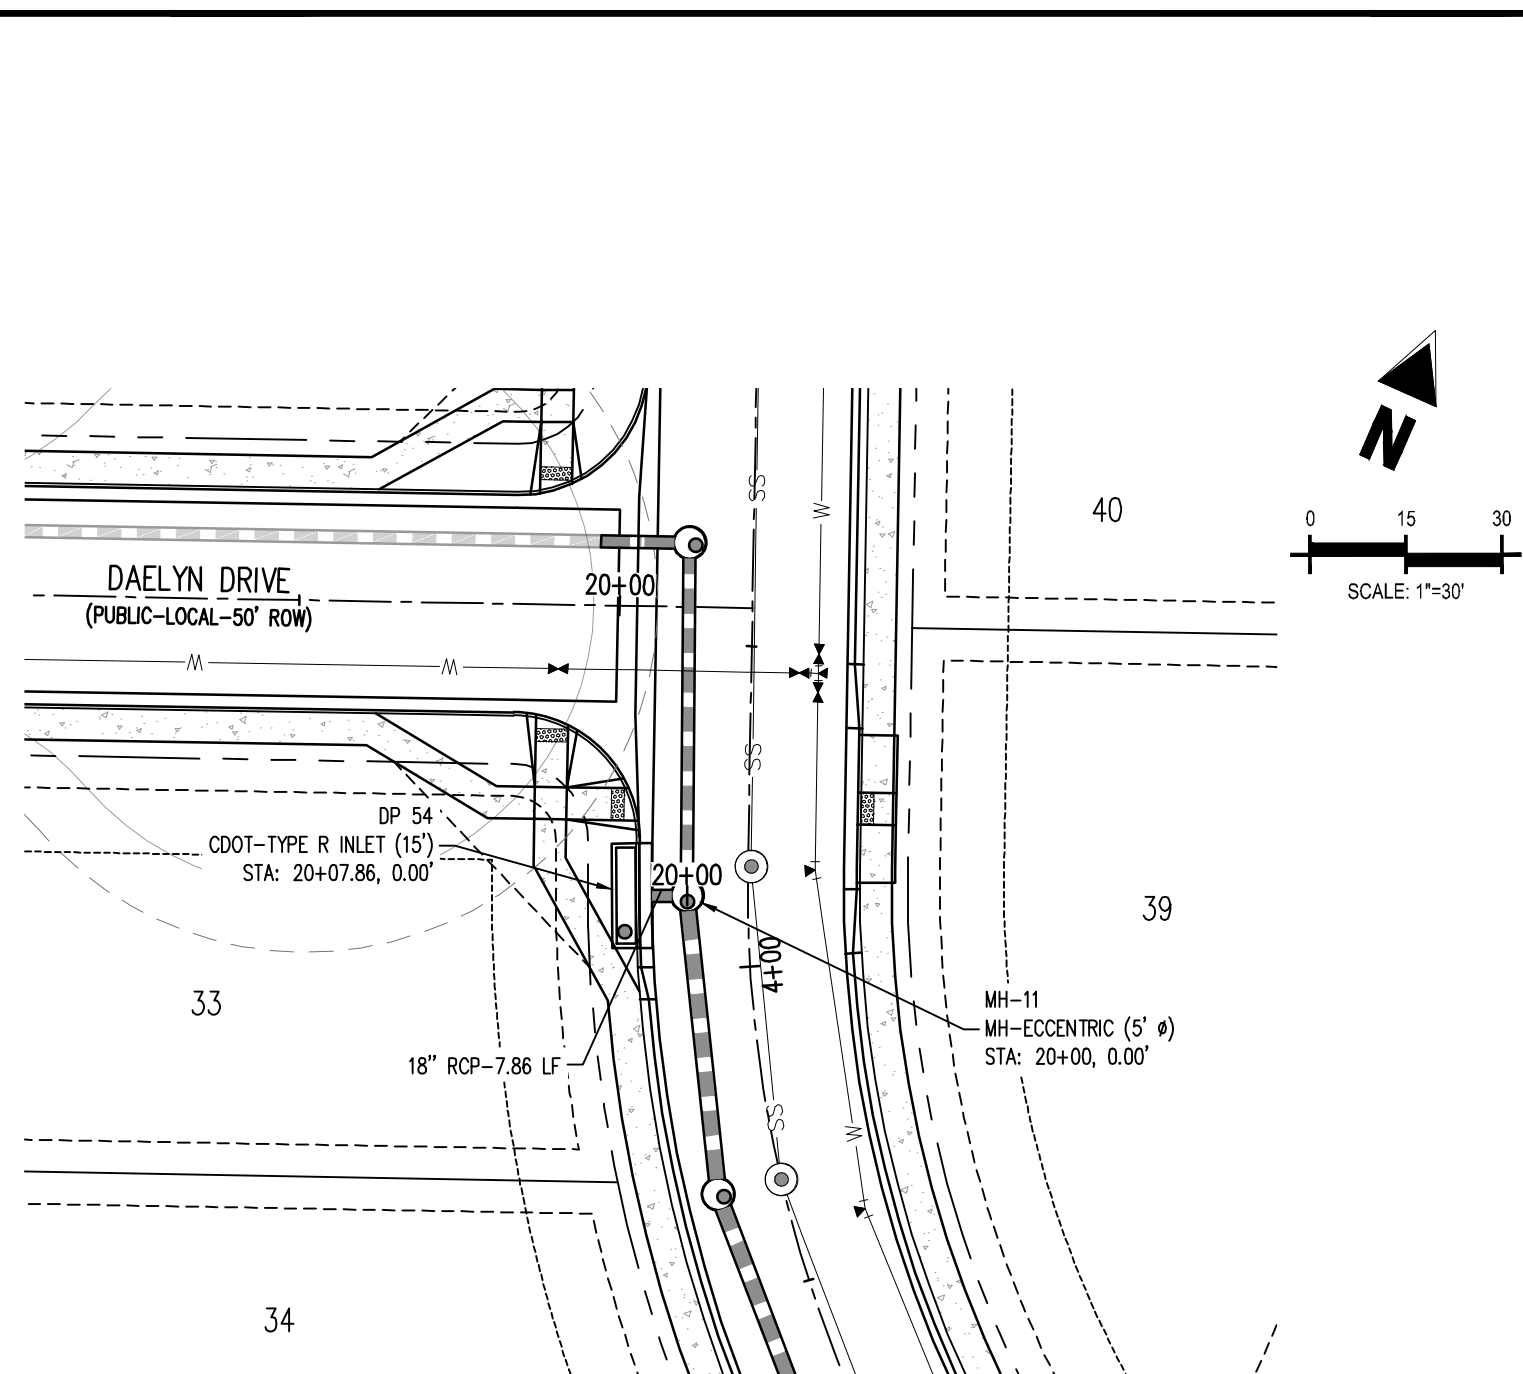 SS
W
40
N
0 15 30
SCALE: 1"=30'
20+00
DAELYN DRIVE
(PUBLIC-LOCAL-50' ROW)
W W
SS
DP 54
CDOT-TYPE R INLET (15')
STA: 20+07.86, 0.00'
20+00
39
4+00
33
MH-11
MH-ECCENTRIC (5' ø)
STA: 20+00, 0.00'
18" RCP-7.86 LF
SS
W
34